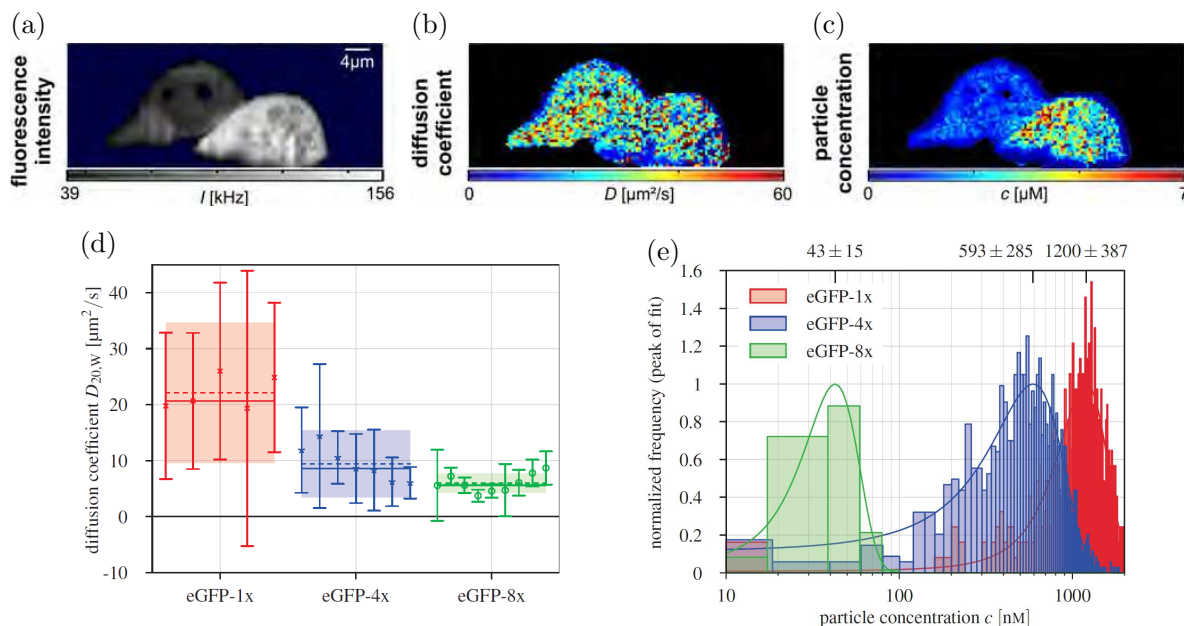 (a)
fluorescence
intensity
4µm
39
156
I [kHz]
(b)
diffusion
coefficient
0
60
D [µm²/s]
(c)
particle
concentration
0
7
c [µM]
(d)
diffusion coefficient D20,W [µm²/s]
50
40
30
20
10
0
-10
eGFP-1x
eGFP-4x
eGFP-8x
(e)
43 ± 15
593 ± 285
1200 ± 387
normalized frequency (peak of fit)
1.6
1.4
1.2
1
0.8
0.6
0.4
0.2
0
eGFP-1x
eGFP-4x
eGFP-8x
10
100
1000
particle concentration c [nM]